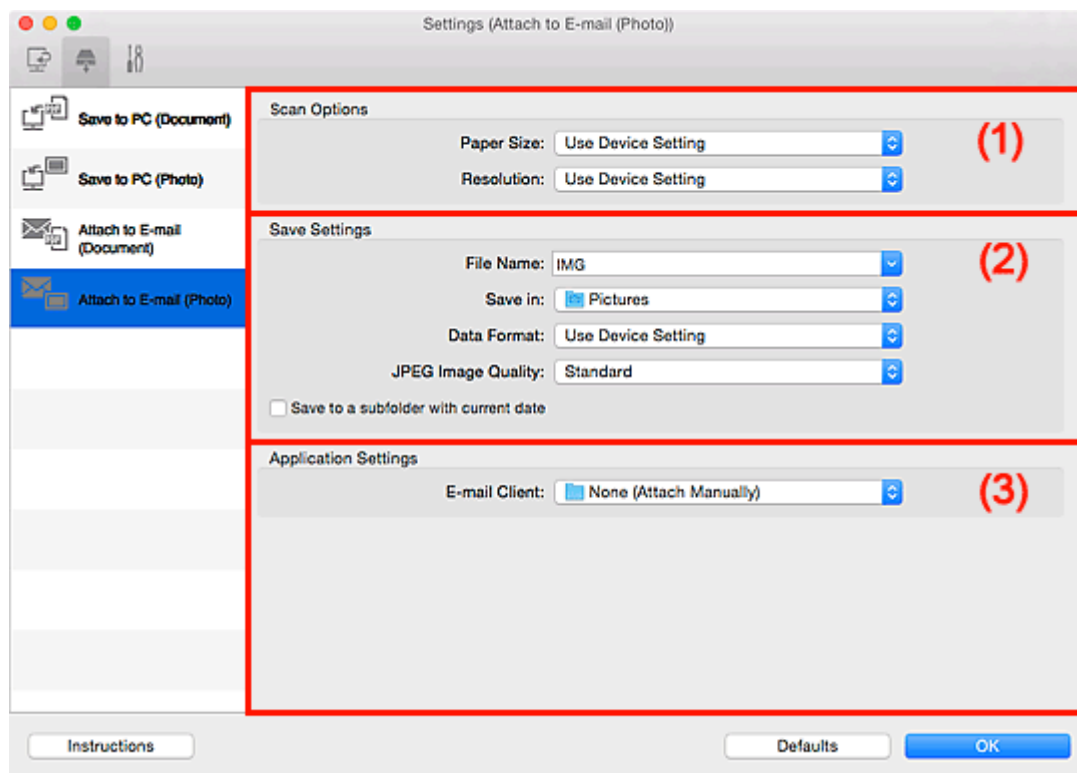 Settings (Attach to E-mail (Photo))
Save to PC (Document)
Save to PC (Photo)
Attach to E-mail
(Document)
Attach to E-mail (Photo)
Scan Options
(1)
Paper Size: Use Device Setting
Resolution: Use Device Setting
Save Settings
(2)
File Name: IMG
Save in: Pictures
Data Format: Use Device Setting
JPEG Image Quality: Standard
Save to a subfolder with current date
Application Settings
(3)
E-mail Client: None (Attach Manually)
Instructions
Defaults
OK